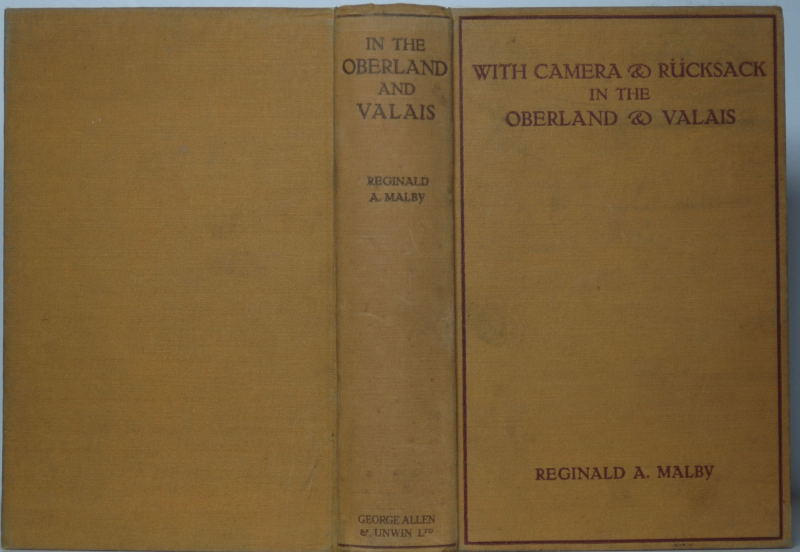 IN THE
OBERLAND
AND
VALAIS
REGINALD
A. MALBY
GEORGE ALLEN
& UNWIN LTD
WITH CAMERA & RÜCKSACK
IN THE
OBERLAND & VALAIS
REGINALD A. MALBY